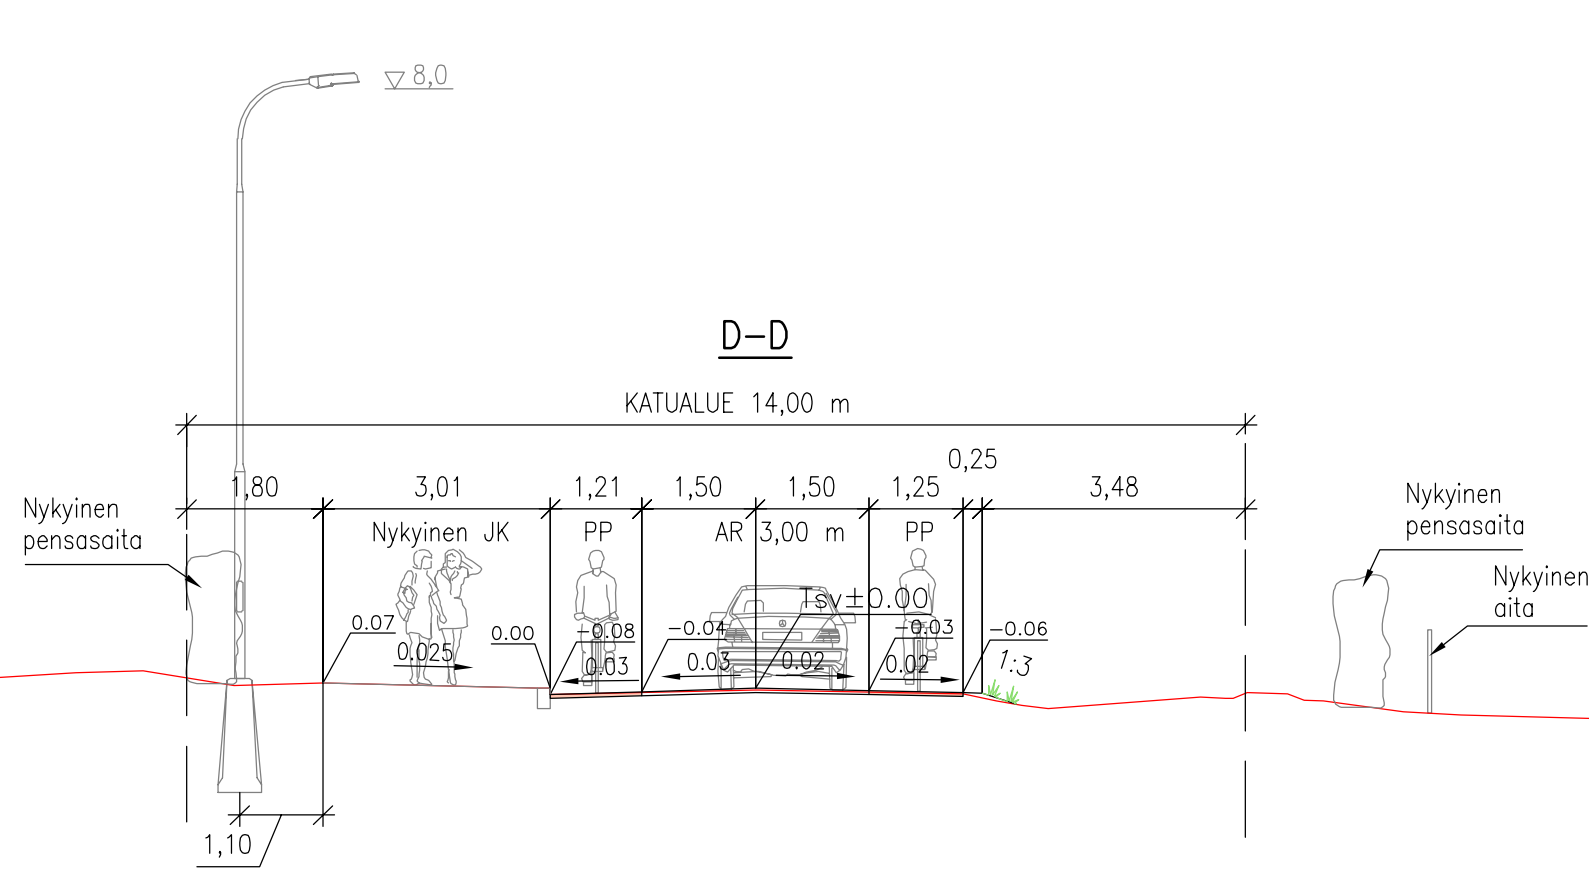 8,0
D-D
KATUALUE 14,00 m
0,25
1,80 3,01 1,21 1,50 1,50 1,25 3,48
Nykyinen
pensasaita
Nykyinen JK PP AR 3,00 m PP
Nykyinen
pensasaita
Nykyinen
aita
Tsv±0.00
0.07 0.00 -0.08 -0.04 -0.03 -0.06
0.025 0.03 0.03 0.02 0.02 1:3
1,10